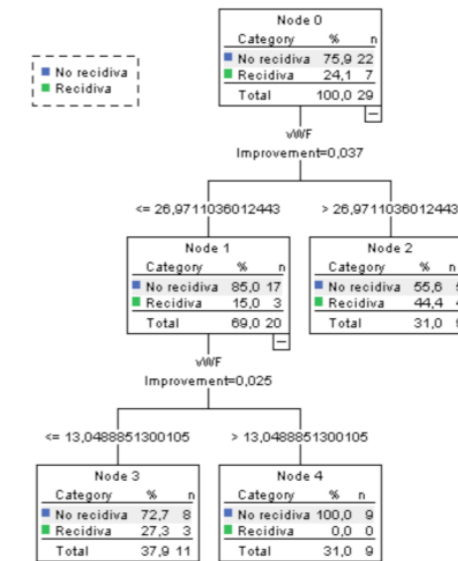 Node 0
Category % n
No recidiva 75,9 22
Recidiva 24,1 7
Total 100,0 29
No recidiva
Recidiva
vWF
Improvement=0,037
<= 26,9711036012443
> 26,9711036012443
Node 1
Category % n
No recidiva 85,0 17
Recidiva 15,0 3
Total 69,0 20
Node 2
Category % n
No recidiva 55,6
Recidiva 44,4
Total 31,0
vWF
Improvement=0,025
<= 13,0488851300105
> 13,0488851300105
Node 3
Category % n
No recidiva 72,7 8
Recidiva 27,3 3
Total 37,9 11
Node 4
Category % n
No recidiva 100,0 9
Recidiva 0,0 0
Total 31,0 9